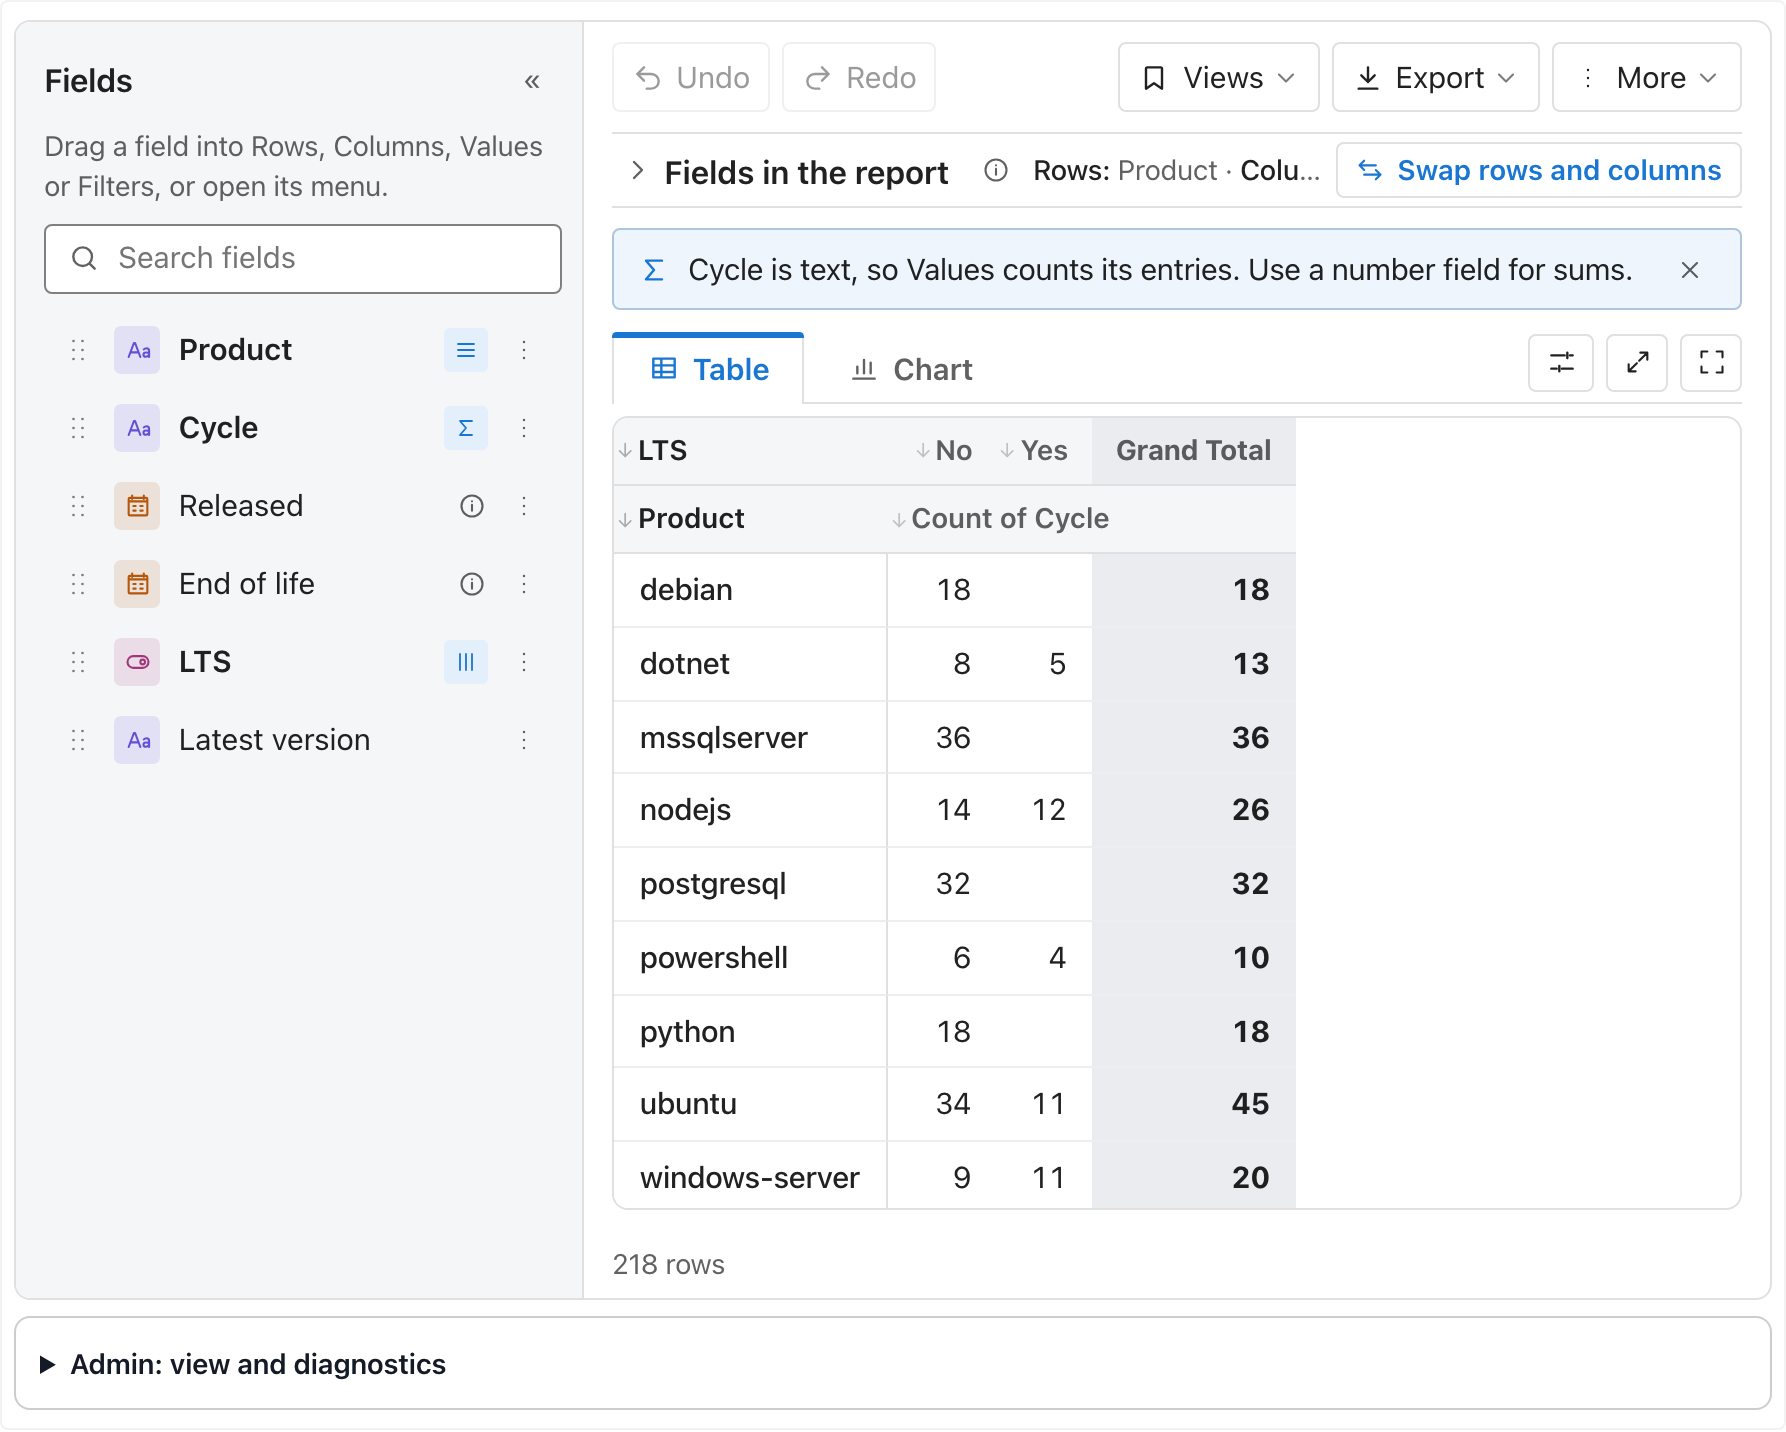 Fields
«
Drag a field into Rows, Columns, Values
or Filters, or open its menu.
Search fields
Aa Product
Aa Cycle Σ
Released
End of life
LTS
Aa Latest version
Undo Redo Views Export More
Fields in the report Rows: Product · Colu... Swap rows and columns
Σ Cycle is text, so Values counts its entries. Use a number field for sums.
Table Chart
LTS No Yes Grand Total
Product Count of Cycle
debian 18 18
dotnet 8 5 13
mssqlserver 36 36
nodejs 14 12 26
postgresql 32 32
powershell 6 4 10
python 18 18
ubuntu 34 11 45
windows-server 9 11 20
218 rows
Admin: view and diagnostics